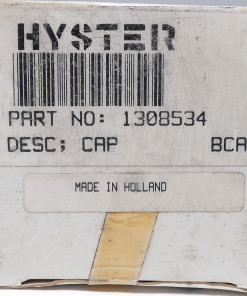 HYSTER
PART NO: 1308534
DESC; CAP BCA
MADE IN HOLLAND